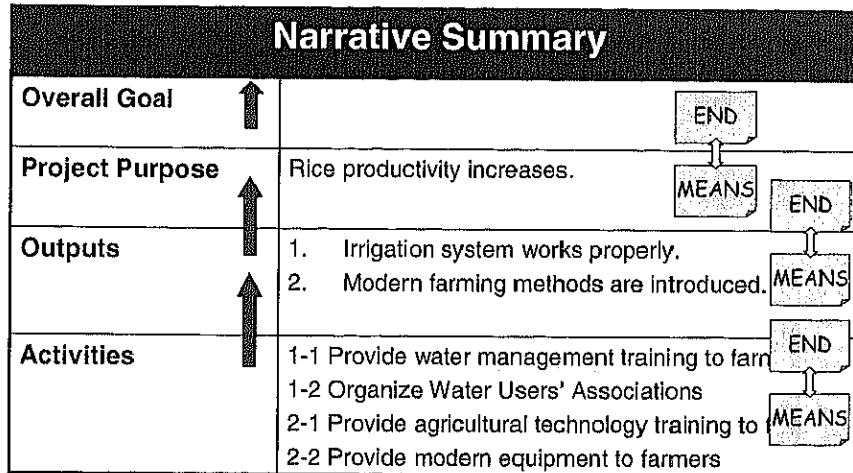 Narrative Summary
Overall Goal
END
Project Purpose
Rice productivity increases.
MEANS
END
Outputs
1. Irrigation system works properly.
2. Modern farming methods are introduced.
MEANS
Activities
1-1 Provide water management training to farm
END
1-2 Organize Water Users' Associations
2-1 Provide agricultural technology training to
MEANS
2-2 Provide modern equipment to farmers